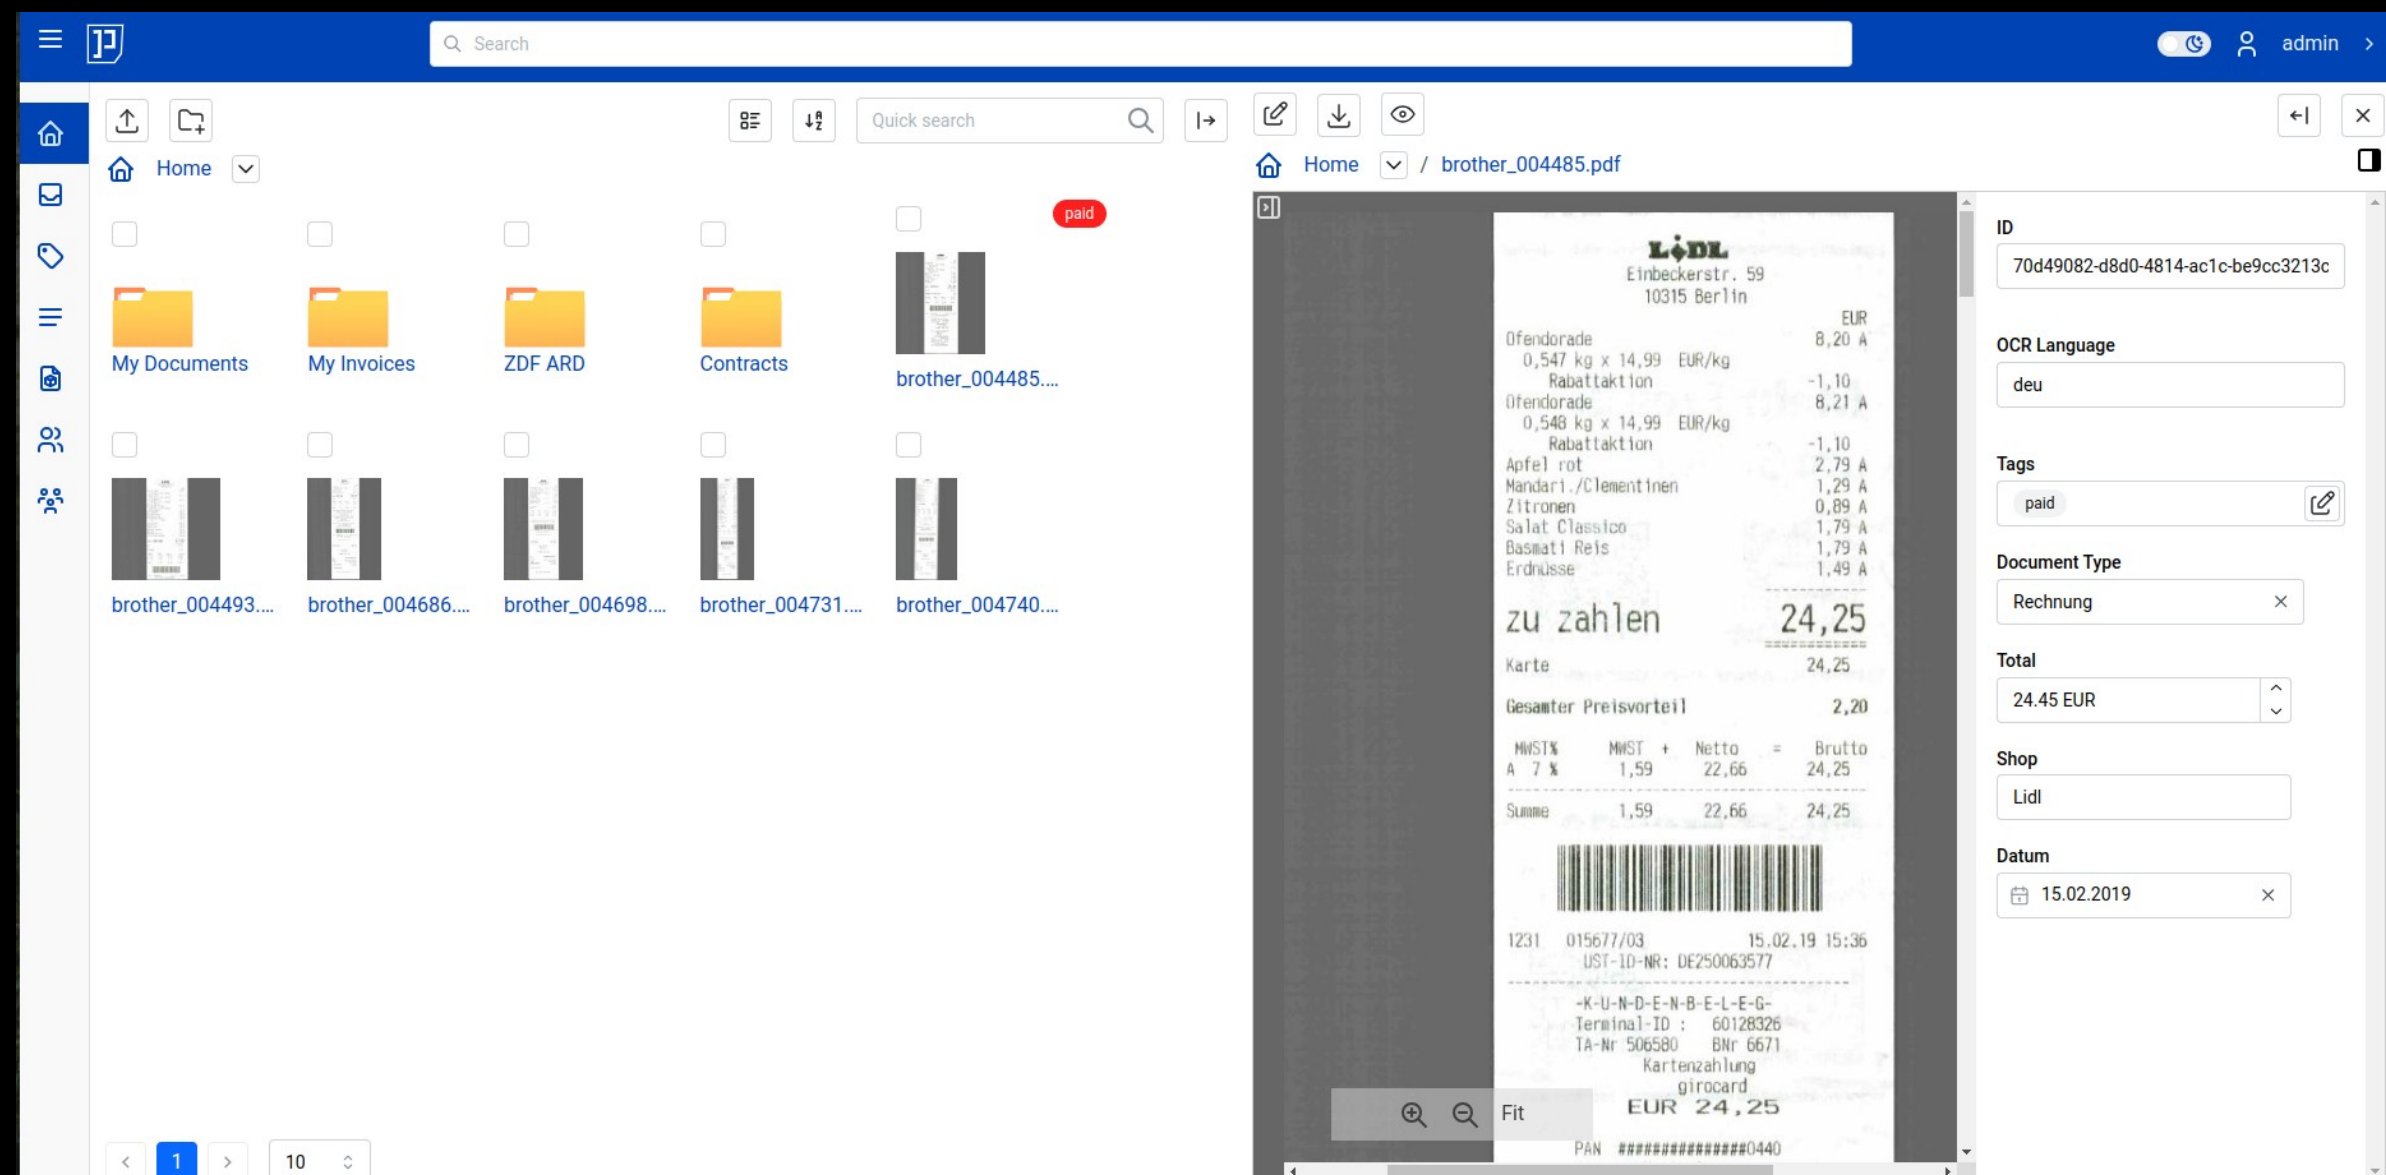 Search
admin
Quick search
Home
paid
My Documents
My Invoices
ZDF ARD
Contracts
brother_004485....
brother_004493....
brother_004686....
brother_004698....
brother_004731....
brother_004740....
1
10
Home / brother_004485.pdf
LiDL
Einbeckerstr. 59
10315 Berlin
EUR
Ofendorade 8,20 A
0,547 kg x 14,99 EUR/kg
Rabattaktion -1,10
Ofendorade 8,21 A
0,548 kg x 14,99 EUR/kg
Rabattaktion -1,10
Apfel rot 2,79 A
Mandari./Clementinen 1,29 A
Zitronen 0,89 A
Salat Classico 1,79 A
Basmati Reis 1,79 A
Erdnüsse 1,49 A
zu zahlen 24,25
Karte 24,25
Gesamter Preisvorteil 2,20
MWST% MWST + Netto = Brutto
A 7 % 1,59 22,66 24,25
Summe 1,59 22,66 24,25
1231 015677/03 15.02.19 15:36
UST-ID-NR: DE250063577
-K-U-N-D-E-N-B-E-L-E-G-
Terminal-ID : 60128326
TA-Nr 506580 BNr 6671
Kartenzahlung
girocard
EUR 24,25
PAN ###############0440
Fit
ID
70d49082-d8d0-4814-ac1c-be9cc3213c
OCR Language
deu
Tags
paid
Document Type
Rechnung
Total
24.45 EUR
Shop
Lidl
Datum
15.02.2019